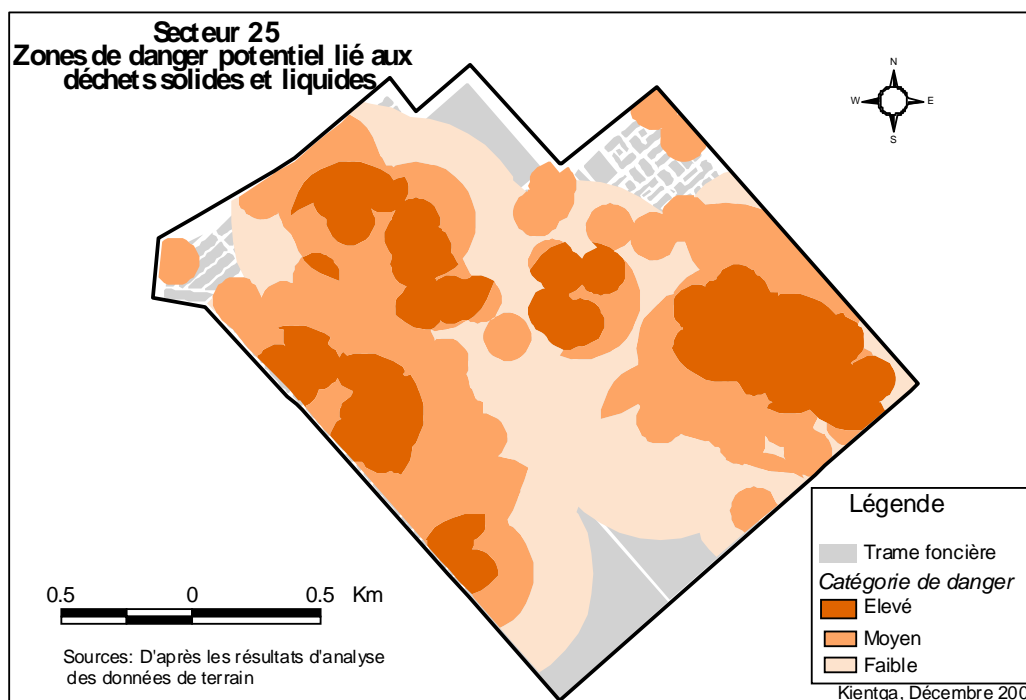 Secteur 25
Zones de danger potentiel lié aux
déchets solides et liquides
N
W
E
S
Légende
Trame foncière
Catégorie de danger
Elevé
Moyen
Faible
0.5 0 0.5 Km
Sources: D'après les résultats d'analyse
des données de terrain
Kientga, Décembre 200